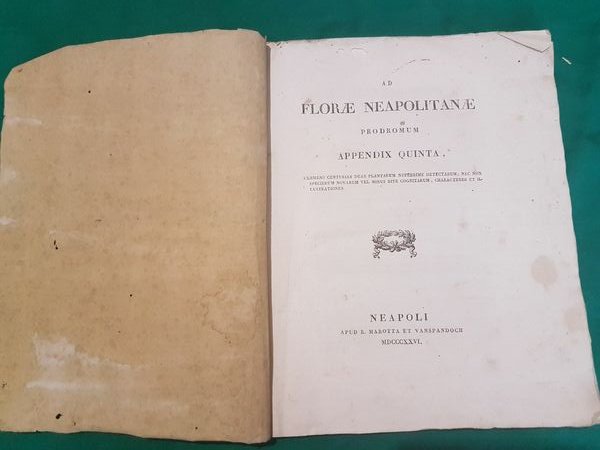 AD
FLORÆ NEAPOLITANÆ
PRODROMUM
APPENDIX QUINTA,
CENTURIAS DUAS PLANTARUM NUPERRIME DETECTARUM, NEC NON
SPECIERUM NOVARUM VEL MINUS RITE COGNITARUM, CHARACTERES ET IL-
LUSTRATIONES
NEAPOLI
APUD R. MAROTTA ET VANSPANDOCH
MDCCCXXVI.